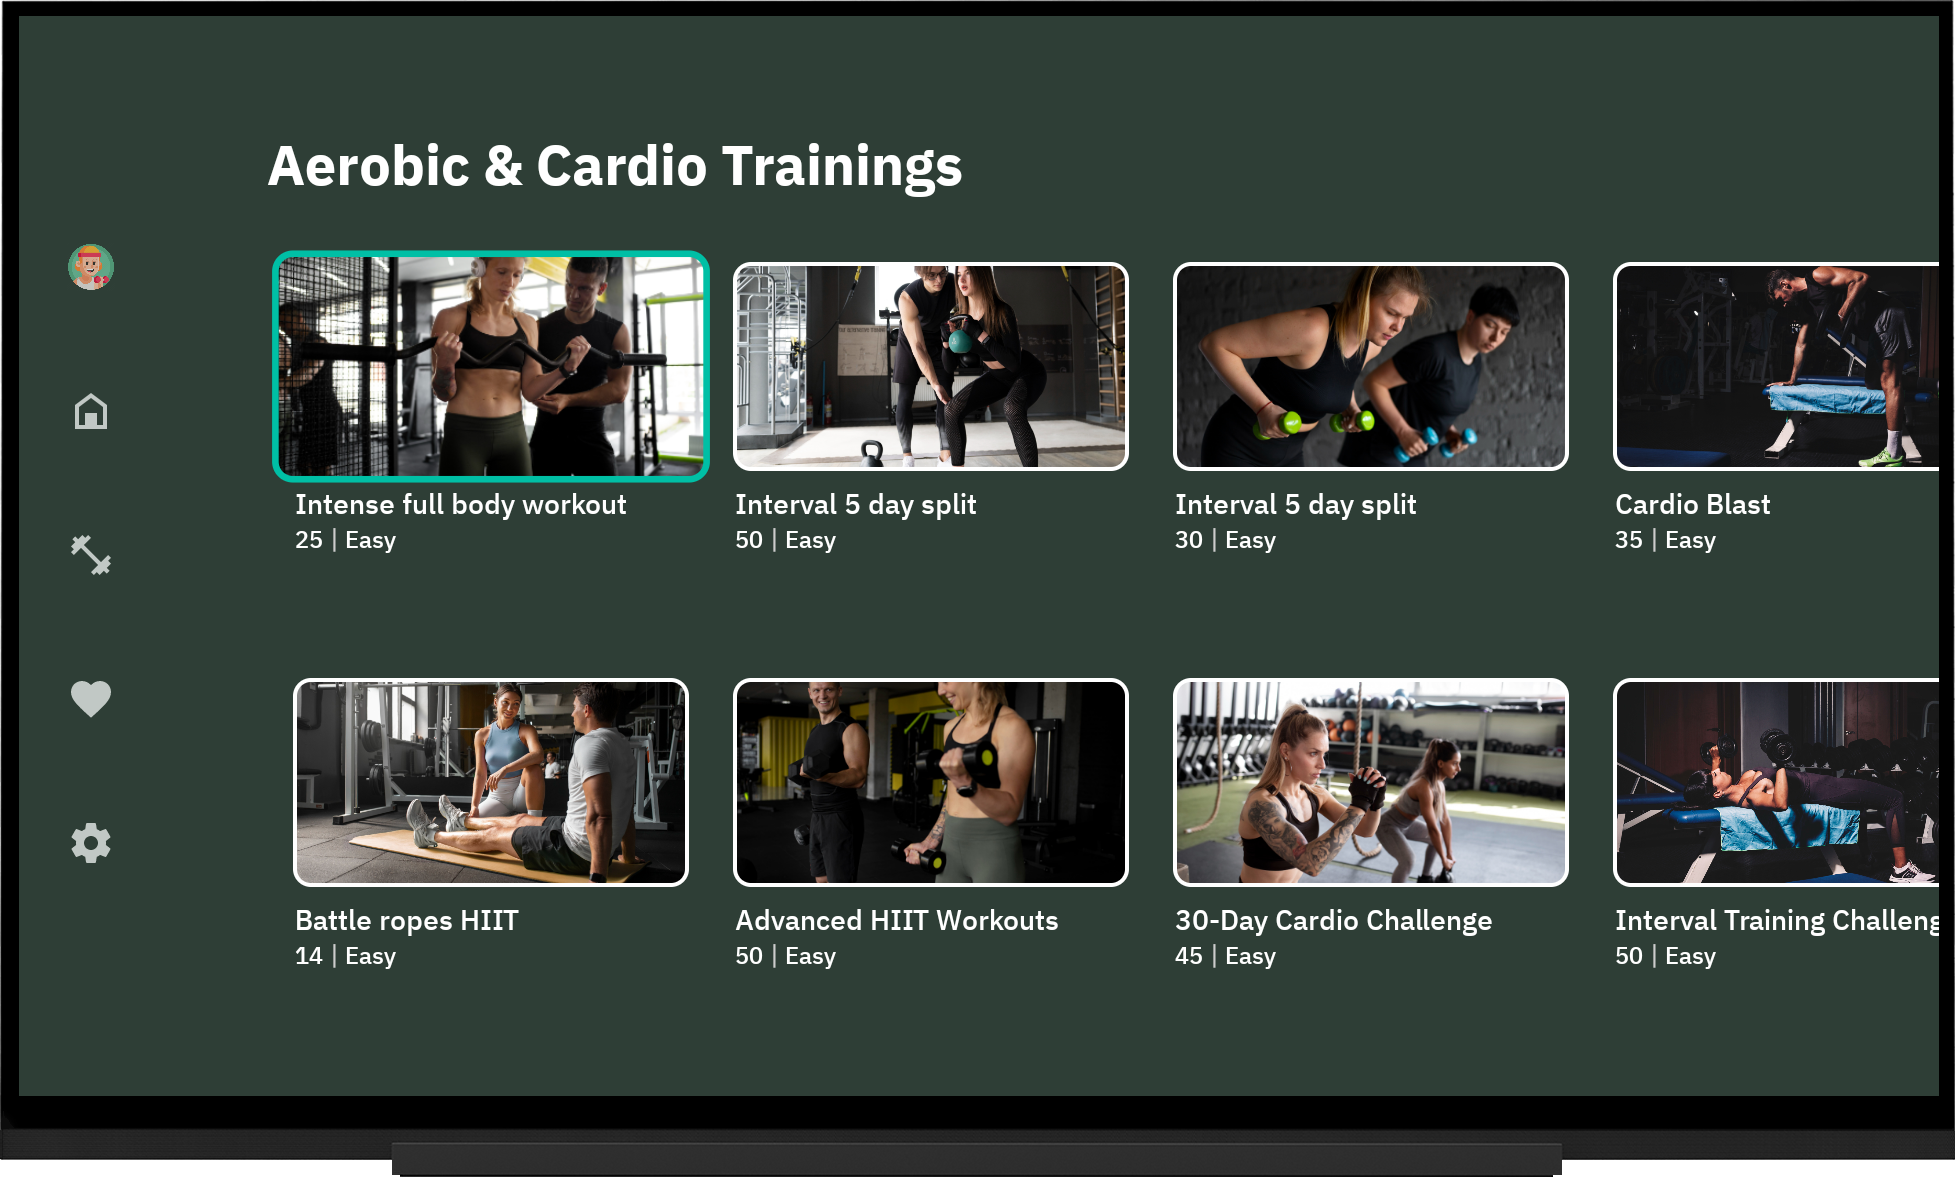 Aerobic & Cardio Trainings
Intense full body workout
25 | Easy
Interval 5 day split
50 | Easy
Interval 5 day split
30 | Easy
Cardio Blast
35 | Easy
Battle ropes HIIT
14 | Easy
Advanced HIIT Workouts
50 | Easy
30-Day Cardio Challenge
45 | Easy
Interval Training Challeng
50 | Easy